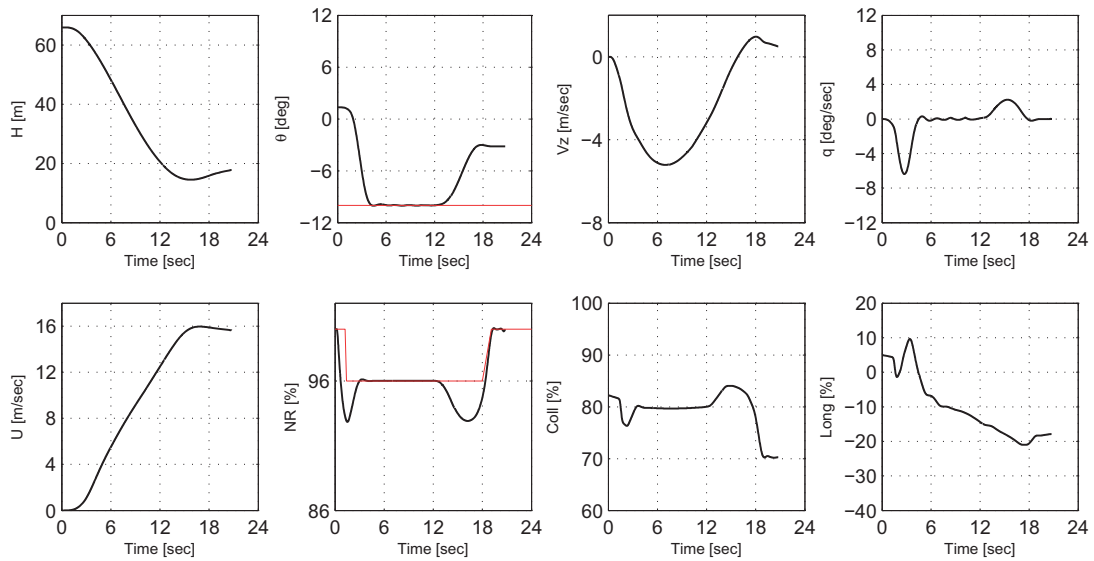 H [m]
60
40
20
0
0 6 12 18 24
Time [sec]
θ [deg]
12
6
0
−6
−12
0 6 12 18 24
Time [sec]
Vz [m/sec]
0
−4
−8
0 6 12 18 24
Time [sec]
q [deg/sec]
12
8
4
0
−4
−8
−12
0 6 12 18 24
Time [sec]
U [m/sec]
16
12
8
4
0
0 6 12 18 24
Time [sec]
NR [%]
96
86
0 6 12 18 24
Time [sec]
Coll [%]
100
90
80
70
60
0 6 12 18 24
Time [sec]
Long [%]
20
10
0
−10
−20
−30
−40
0 6 12 18 24
Time [sec]